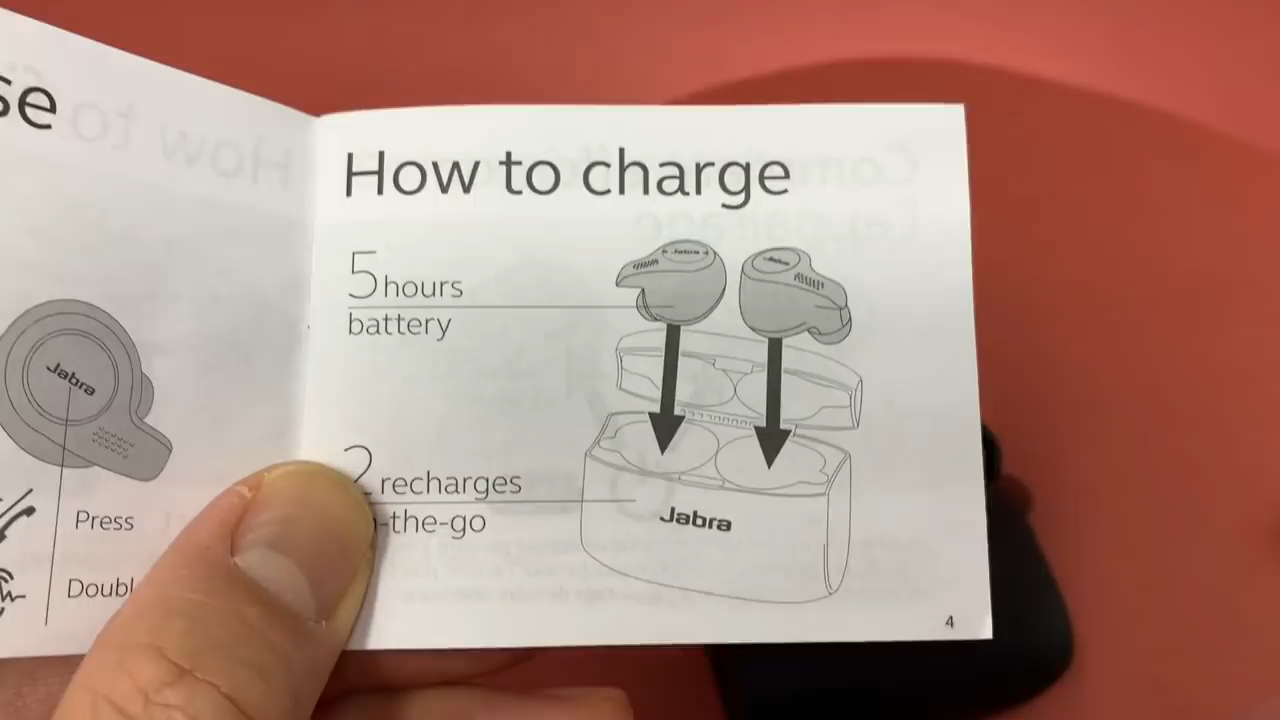 se
Jabra
Press
Doubl
How to charge
5 hours
battery
2 recharges
-the-go
Jabra
Jabra
Jabra
4